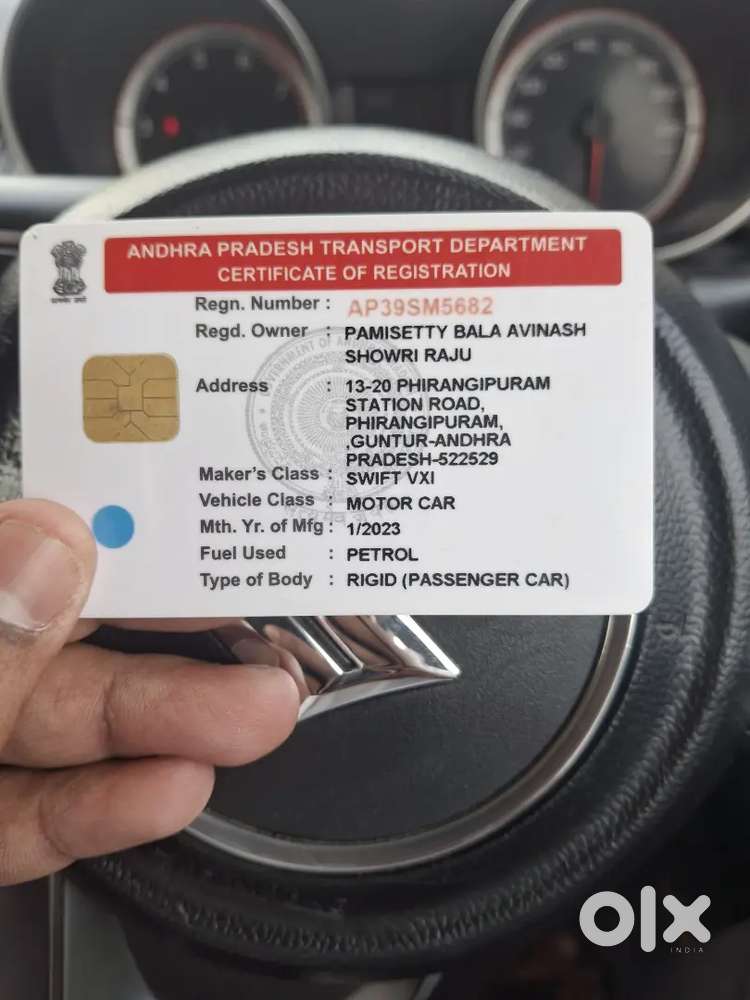 ANDHRA PRADESH TRANSPORT DEPARTMENT
CERTIFICATE OF REGISTRATION
Regn. Number : AP39SM5682
Regd. Owner : PAMISETTY BALA AVINASH
SHOWRI RAJU
Address : 13-20 PHIRANGIPURAM
STATION ROAD,
PHIRANGIPURAM,
,GUNTUR-ANDHRA
PRADESH-522529
Maker's Class : SWIFT VXI
Vehicle Class : MOTOR CAR
Mth. Yr. of Mfg : 1/2023
Fuel Used : PETROL
Type of Body : RIGID (PASSENGER CAR)
olx
INDIA